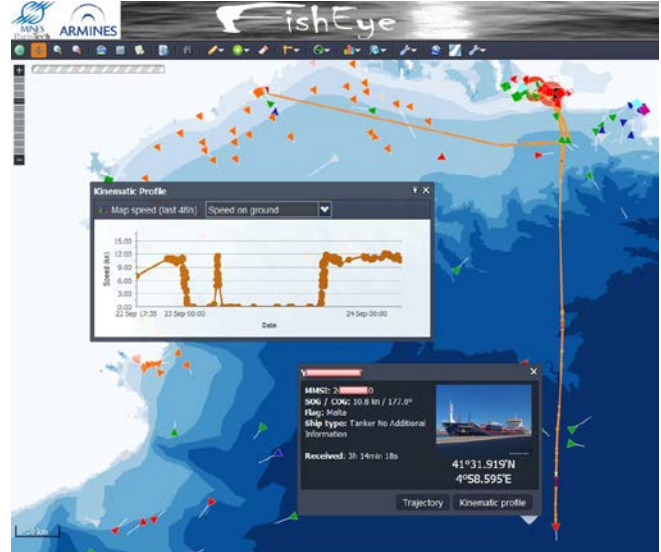 MINES
ParisTech
ARMINES
FishEye
Kinematic Profile
Map speed (last 48h) Speed on ground
15.00
12.00
9.00
6.00
3.00
0.00
Speed (kn)
22 Sep 17:35 23 Sep 00:00 24 Sep 00:00
Date
Y
MMSI: 2 0
SOG / COG: 10.8 kn / 177.0°
Flag: Malta
Ship type: Tanker No Additional
Information
Received: 3h 14min 18s
41°31.919'N
4°58.595'E
Trajectory Kinematic profile